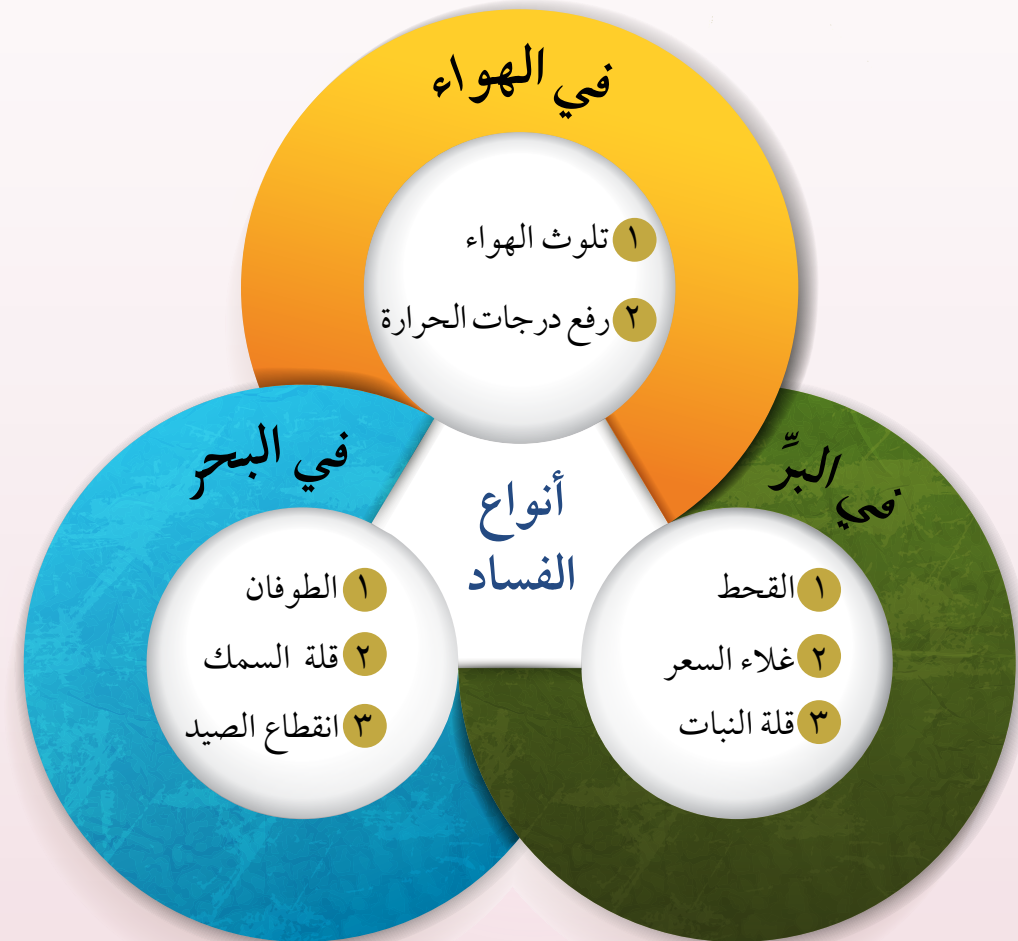 في الهواء
١ تلوث الهواء
٢ رفع درجات الحرارة
أنواع
الفساد
في البرِّ
١ القحط
٢ غلاء السعر
٣ قلة النبات
في البحر
١ الطوفان
٢ قلة السمك
٣ انقطاع الصيد